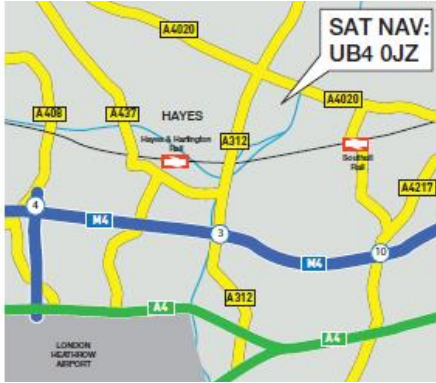 A4020
SAT NAV:
UB4 0JZ
A408
A437
HAYES
A4020
Hayes & Harlington
Rail
A312
Southall
Rail
A4217
4
M4
3
10
M4
A312
A4
A4
LONDON
HEATHROW
AIRPORT